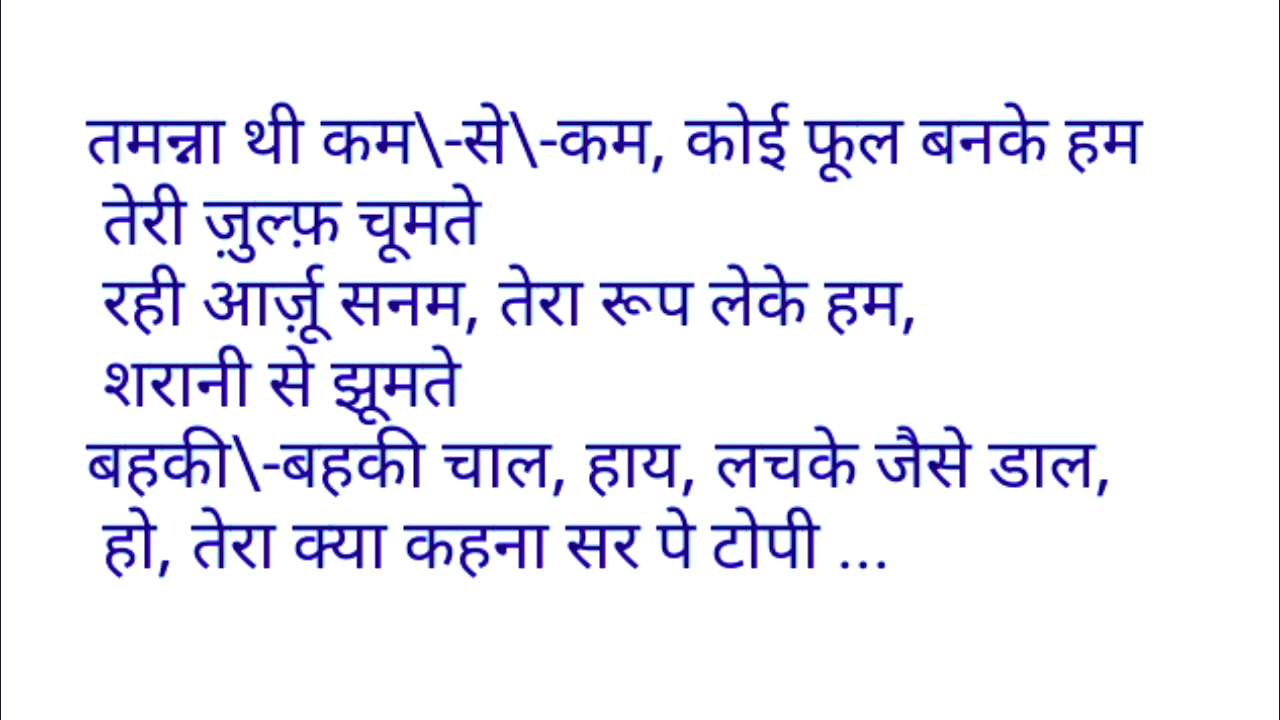 तमन्ना थी कम\-से\-कम, कोई फूल बनके हम
तेरी ज़ुल्फ़ चूमते
रही आर्ज़ू सनम, तेरा रूप लेके हम,
शरानी से झूमते
बहकी\-बहकी चाल, हाय, लचके जैसे डाल,
हो, तेरा क्या कहना सर पे टोपी ...